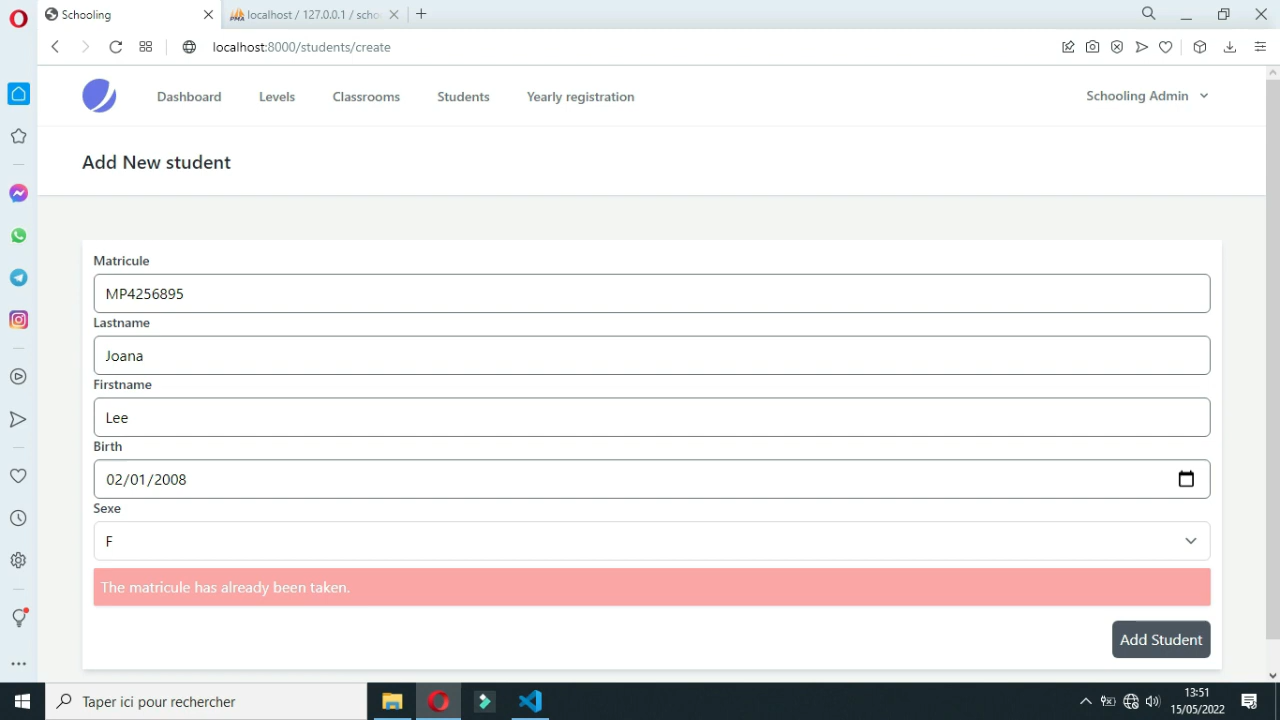 Schooling
PMA
localhost / 127.0.0.1 / scho
localhost:8000/students/create
Dashboard Levels Classrooms Students Yearly registration Schooling Admin
Add New student
Matricule
MP4256895
Lastname
Joana
Firstname
Lee
Birth
02/01/2008
Sexe
F
The matricule has already been taken.
Add Student
Taper ici pour rechercher
13:51
15/05/2022